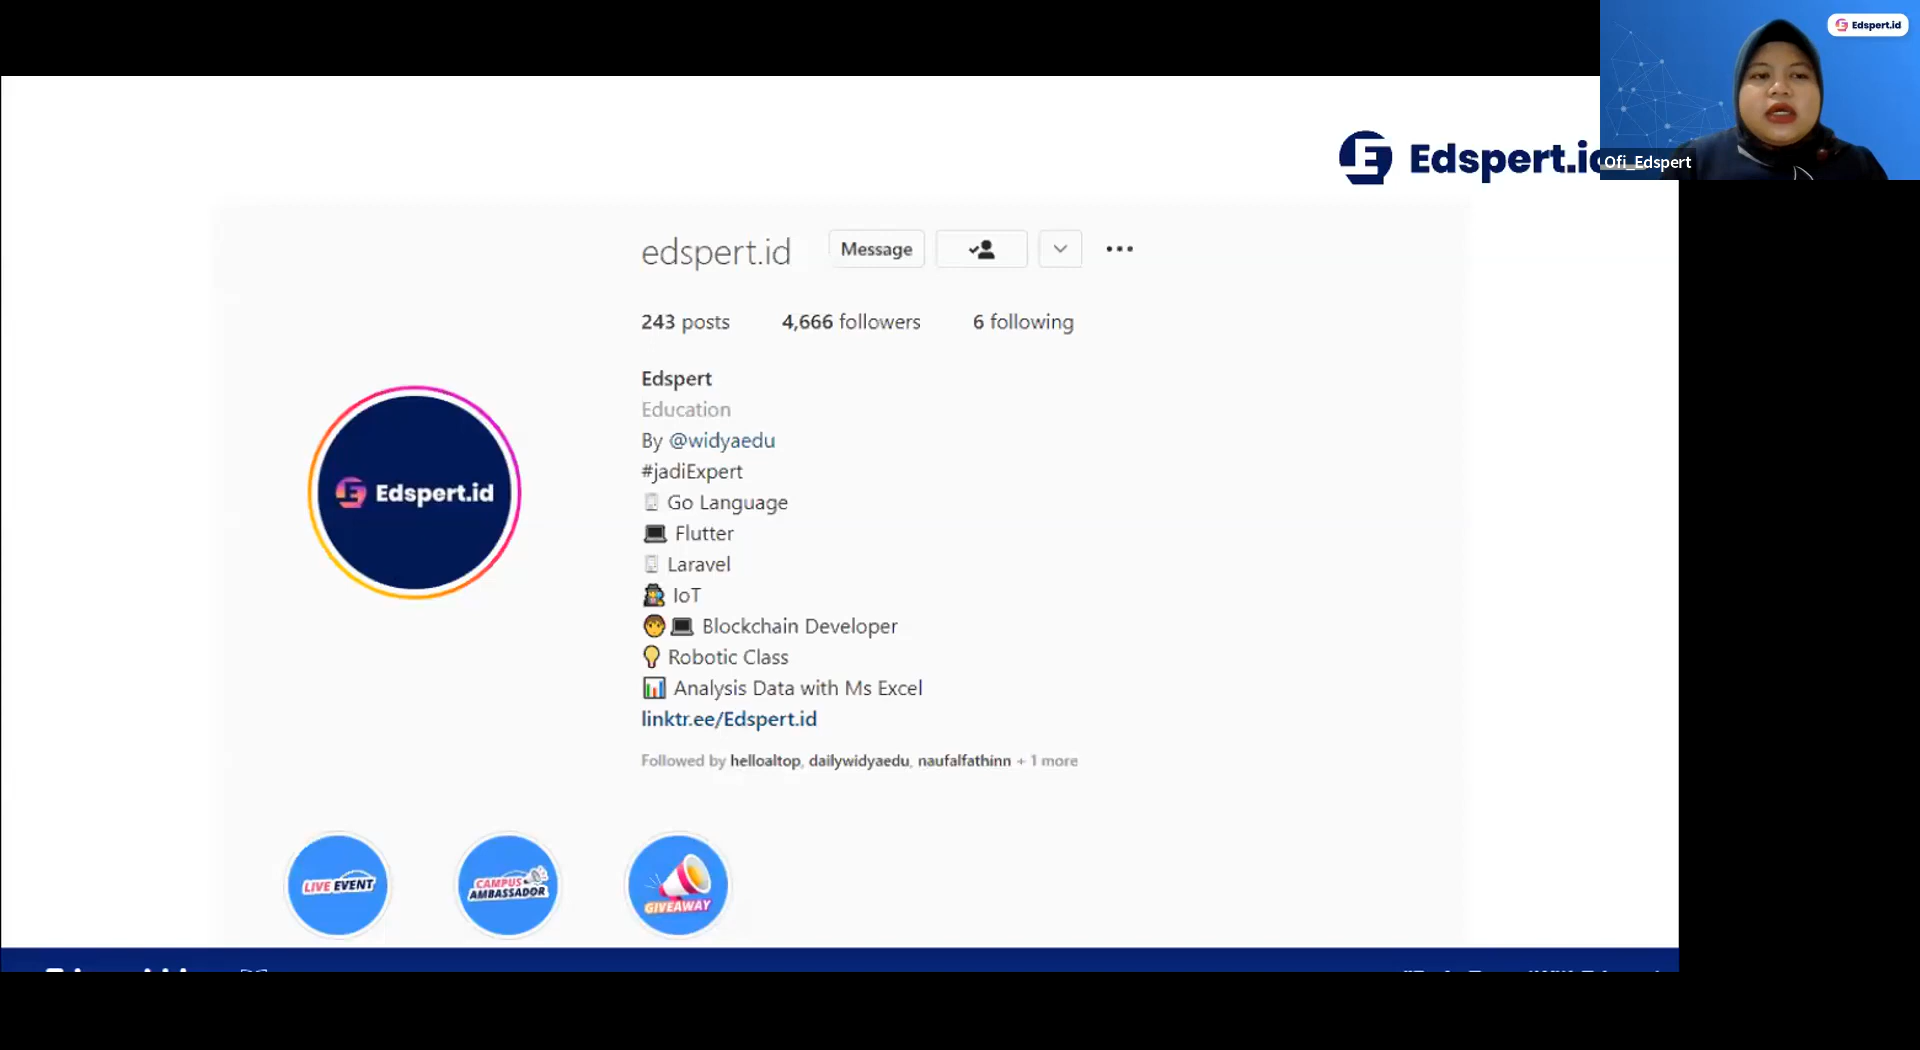 Edspert.id
Edspert.i
Ofi_Edspert
edspert.id Message
243 posts 4,666 followers 6 following
Edspert
Education
By @widyaedu
#jadiExpert
Go Language
Flutter
Laravel
IoT
Blockchain Developer
Robotic Class
Analysis Data with Ms Excel
linktr.ee/Edspert.id
Followed by helloaltop, dailywidyaedu, naufalfathinn + 1 more
Edspert.id
LIVE EVENT
CAMPUS
AMBASSADOR
GIVEAWAY